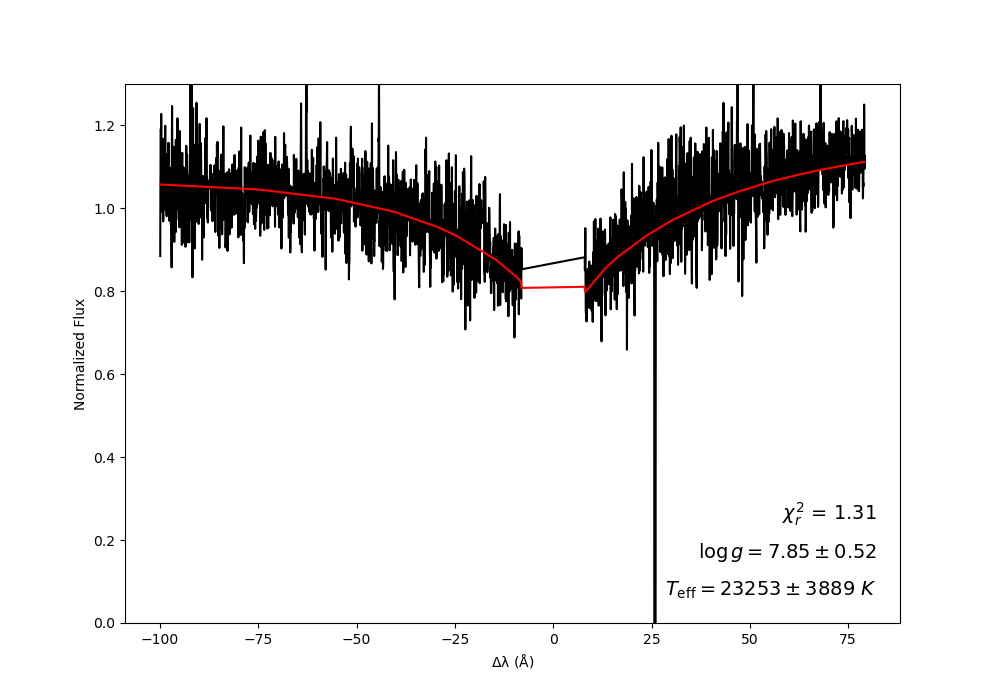 1.2
1.0
0.8
0.6
0.4
0.2
0.0
Normalized Flux
χ²ᵣ = 1.31
log g = 7.85 ± 0.52
T_eff = 23253 ± 3889 K
−100 −75 −50 −25 0 25 50 75
Δλ (Å)